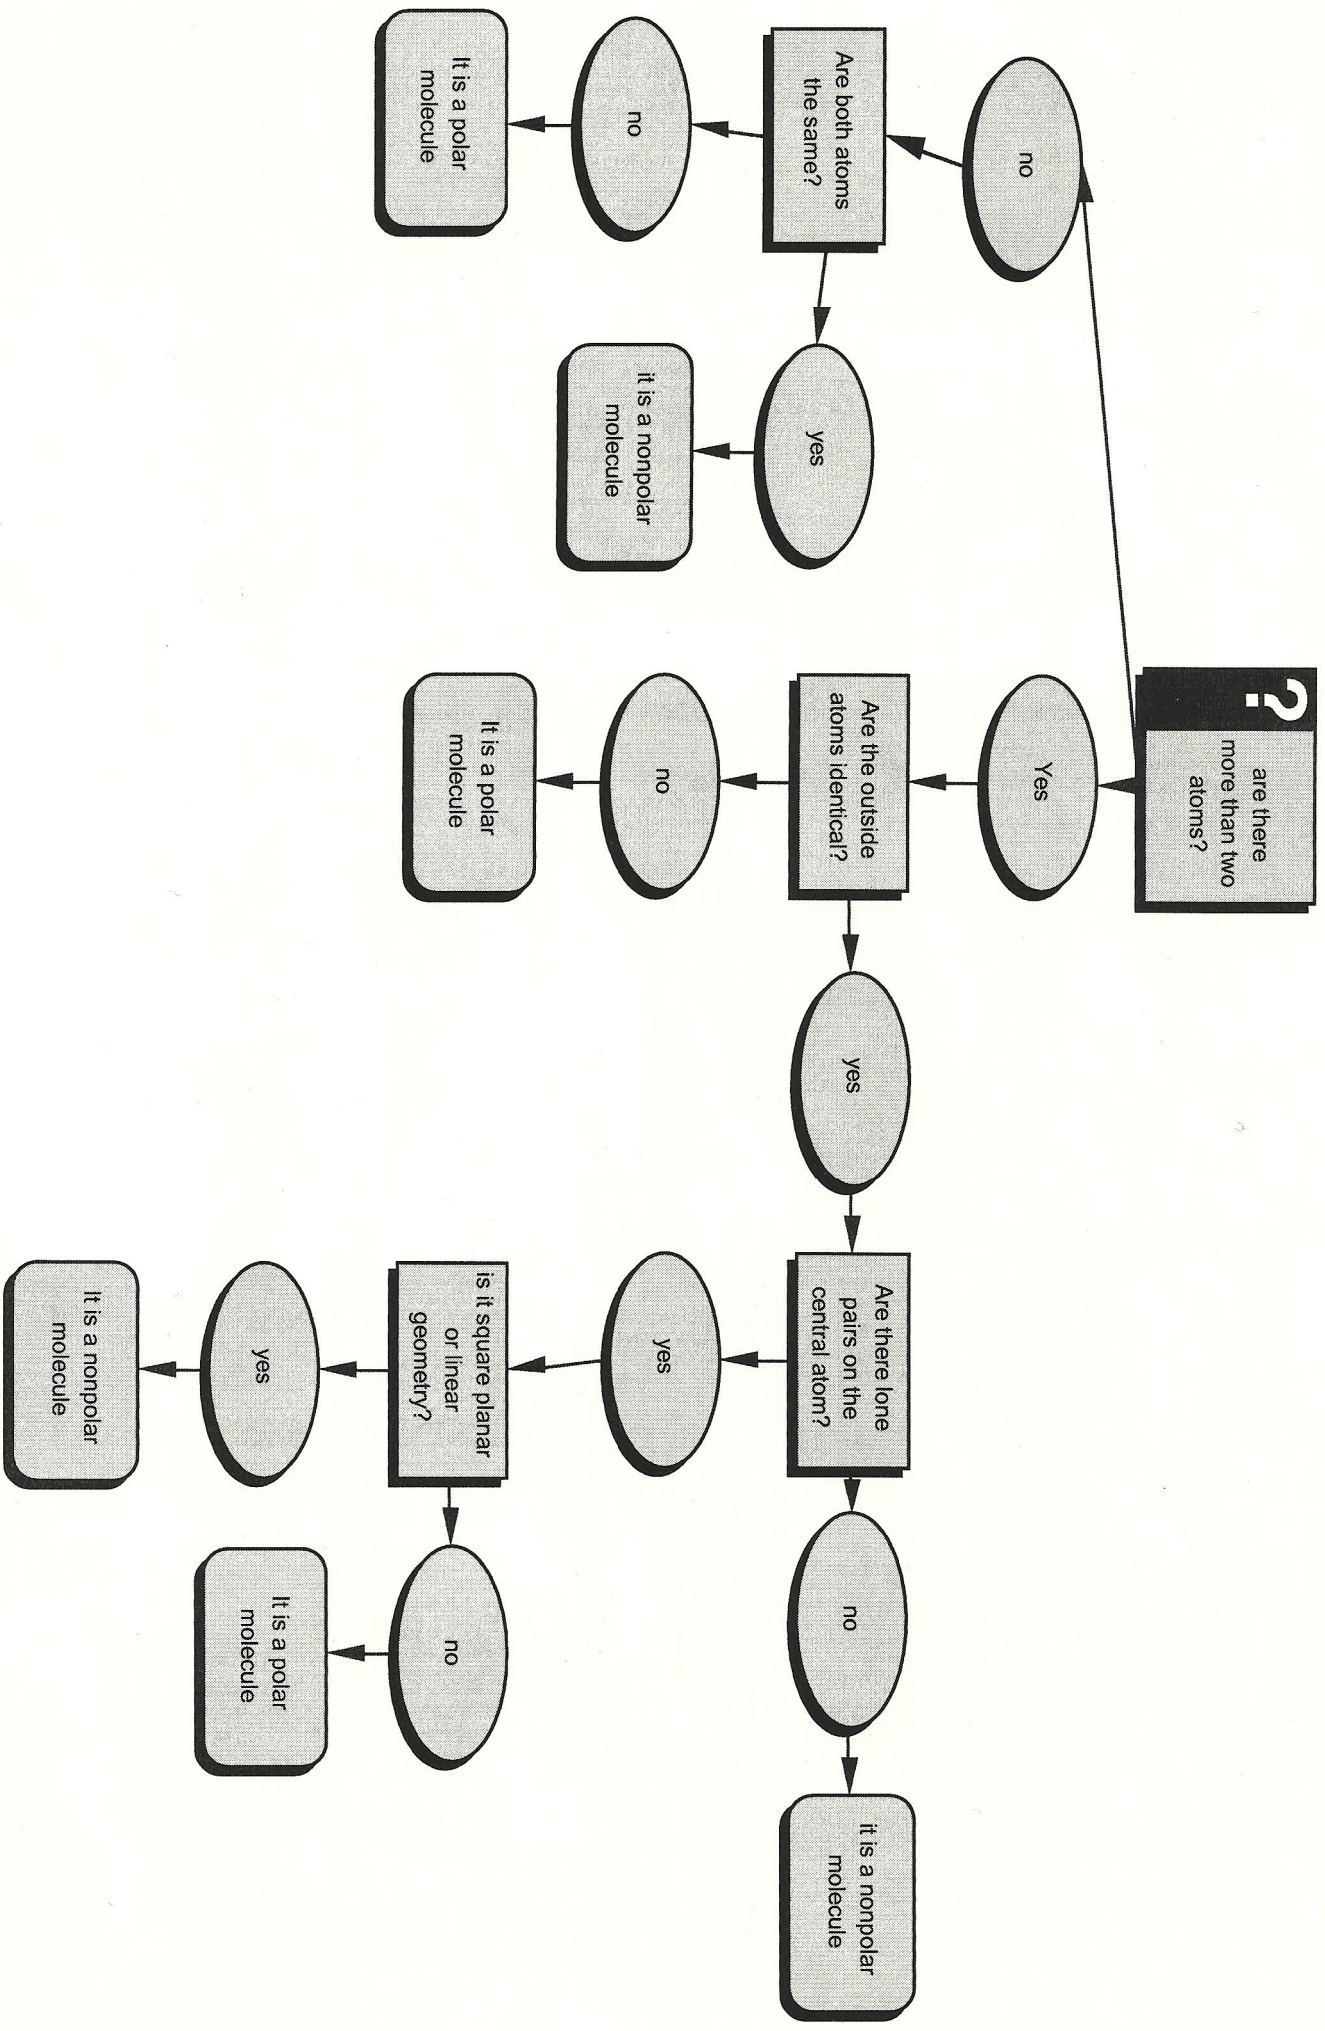 ?
are there
more than two
atoms?
no
Are both atoms
the same?
no
It is a polar
molecule
yes
it is a nonpolar
molecule
Yes
Are the outside
atoms identical?
no
It is a polar
molecule
yes
Are there lone
pairs on the
central atom?
yes
is it square planar
or linear
geometry?
yes
It is a nonpolar
molecule
no
It is a polar
molecule
no
it is a nonpolar
molecule